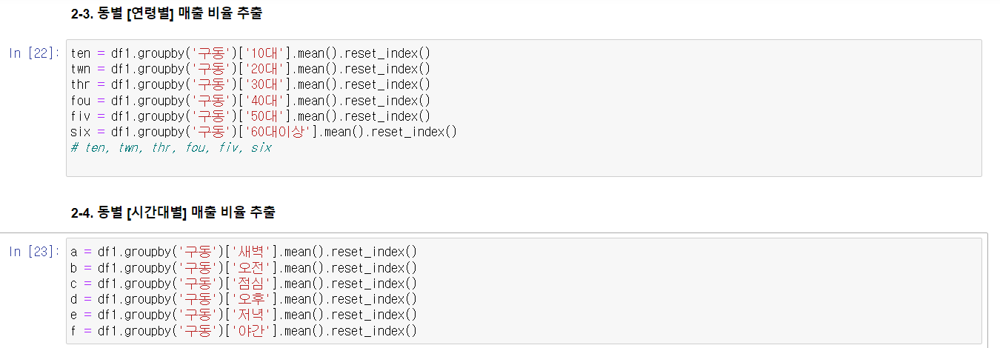 2-3. 동별 [연령별] 매출 비율 추출
In [22]:
ten = df1.groupby('구동')['10대'].mean().reset_index()
twn = df1.groupby('구동')['20대'].mean().reset_index()
thr = df1.groupby('구동')['30대'].mean().reset_index()
fou = df1.groupby('구동')['40대'].mean().reset_index()
fiv = df1.groupby('구동')['50대'].mean().reset_index()
six = df1.groupby('구동')['60대이상'].mean().reset_index()
# ten, twn, thr, fou, fiv, six
2-4. 동별 [시간대별] 매출 비율 추출
In [23]:
a = df1.groupby('구동')['새벽'].mean().reset_index()
b = df1.groupby('구동')['오전'].mean().reset_index()
c = df1.groupby('구동')['점심'].mean().reset_index()
d = df1.groupby('구동')['오후'].mean().reset_index()
e = df1.groupby('구동')['저녁'].mean().reset_index()
f = df1.groupby('구동')['야간'].mean().reset_index()